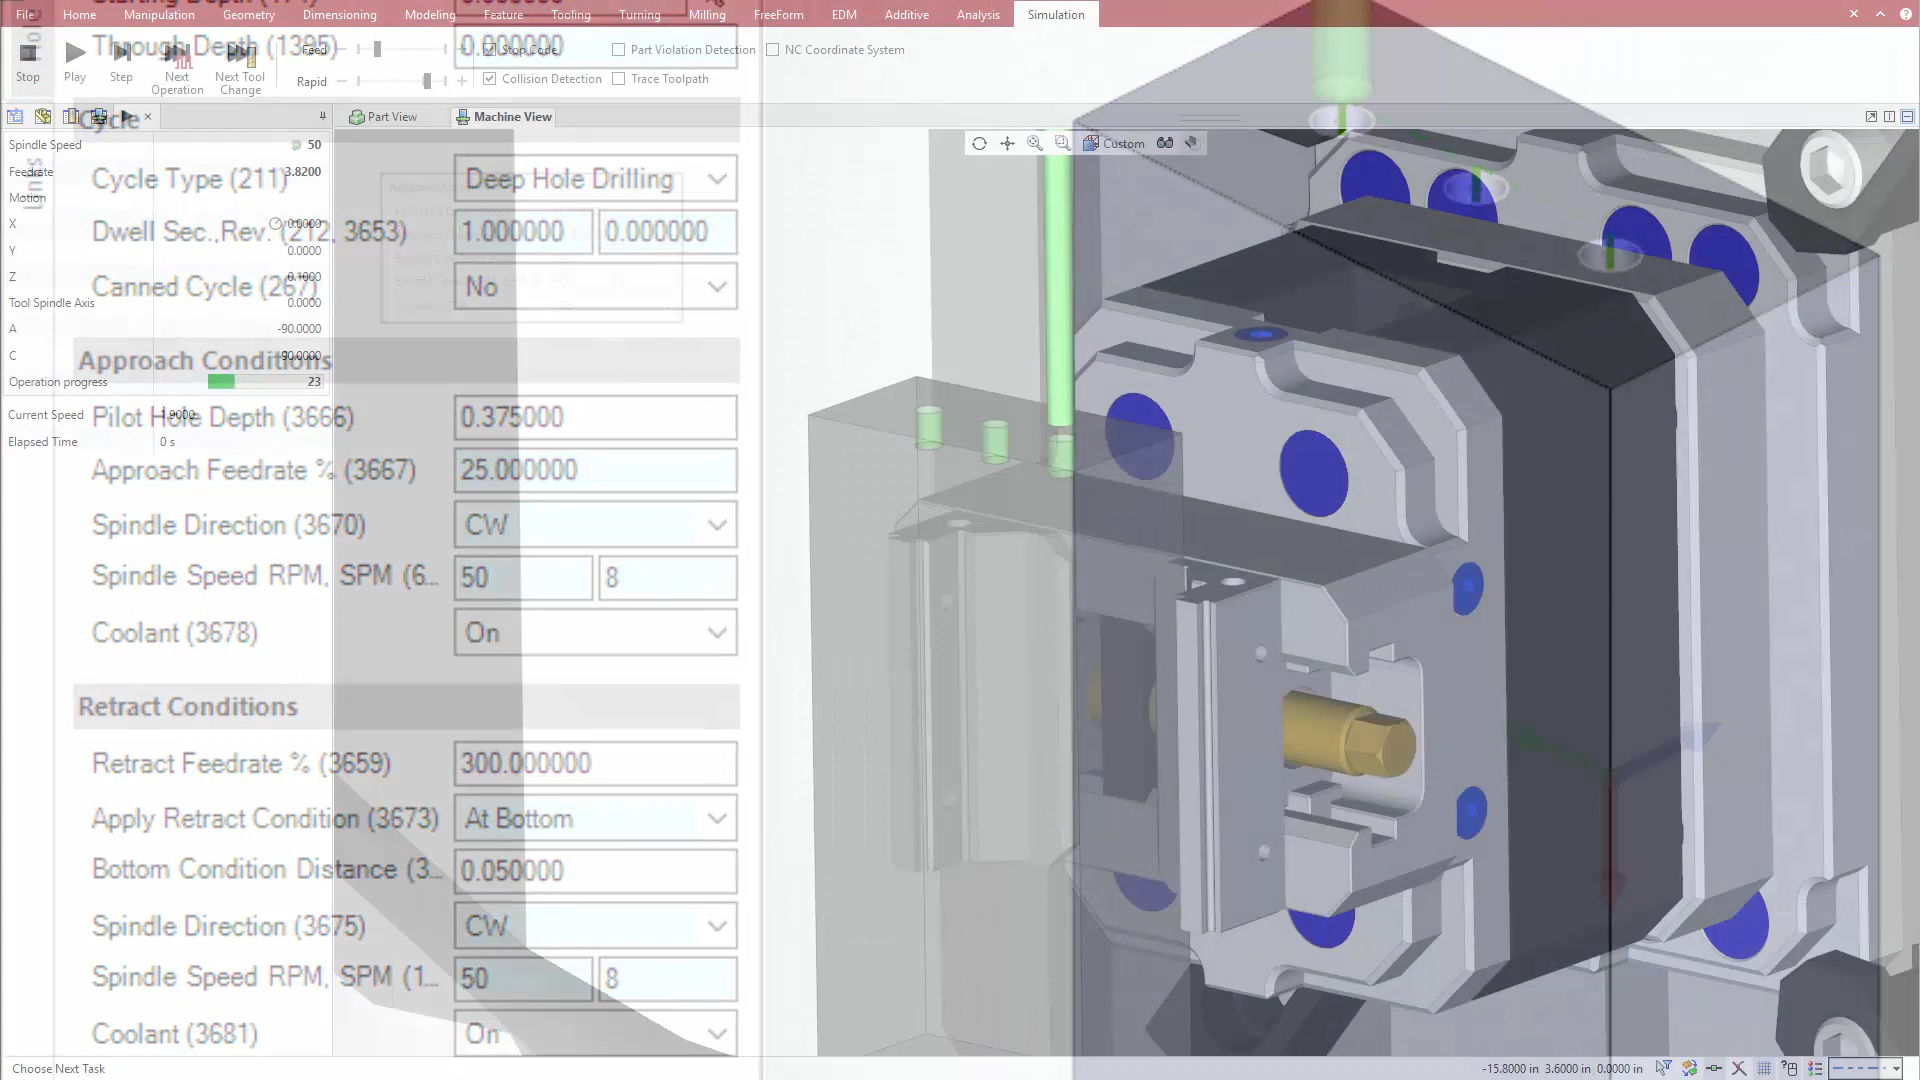 File Home Manipulation Geometry Dimensioning Modeling Feature Tooling Turning Milling FreeForm EDM Additive Analysis Simulation
Through Depth (1395) 0.000000
Stop Play Step Next Operation Next Tool Change
Feed Stop Code Part Violation Detection NC Coordinate System
Rapid Collision Detection Trace Toolpath
Part View Machine View
Cycle
Custom
Spindle Speed 50
Feedrate 3.8200
Motion
X 0.0000
Y 0.0000
Z 0.1000
Tool Spindle Axis 0.0000
A -90.0000
C 90.0000
Operation progress 23
Current Speed 1.9000
Elapsed Time 0 s
Cycle Type (211) Deep Hole Drilling
Dwell Sec.,Rev. (212, 3653) 1.000000 0.000000
Canned Cycle (267) No
Approach Conditions
Pilot Hole Depth (3666) 0.375000
Approach Feedrate % (3667) 25.000000
Spindle Direction (3670) CW
Spindle Speed RPM, SPM (6... 50 8
Coolant (3678) On
Retract Conditions
Retract Feedrate % (3659) 300.000000
Apply Retract Condition (3673) At Bottom
Bottom Condition Distance (3... 0.050000
Spindle Direction (3675) CW
Spindle Speed RPM, SPM (1... 50 8
Coolant (3681) On
Choose Next Task
-15.8000 in 3.6000 in 0.0000 in